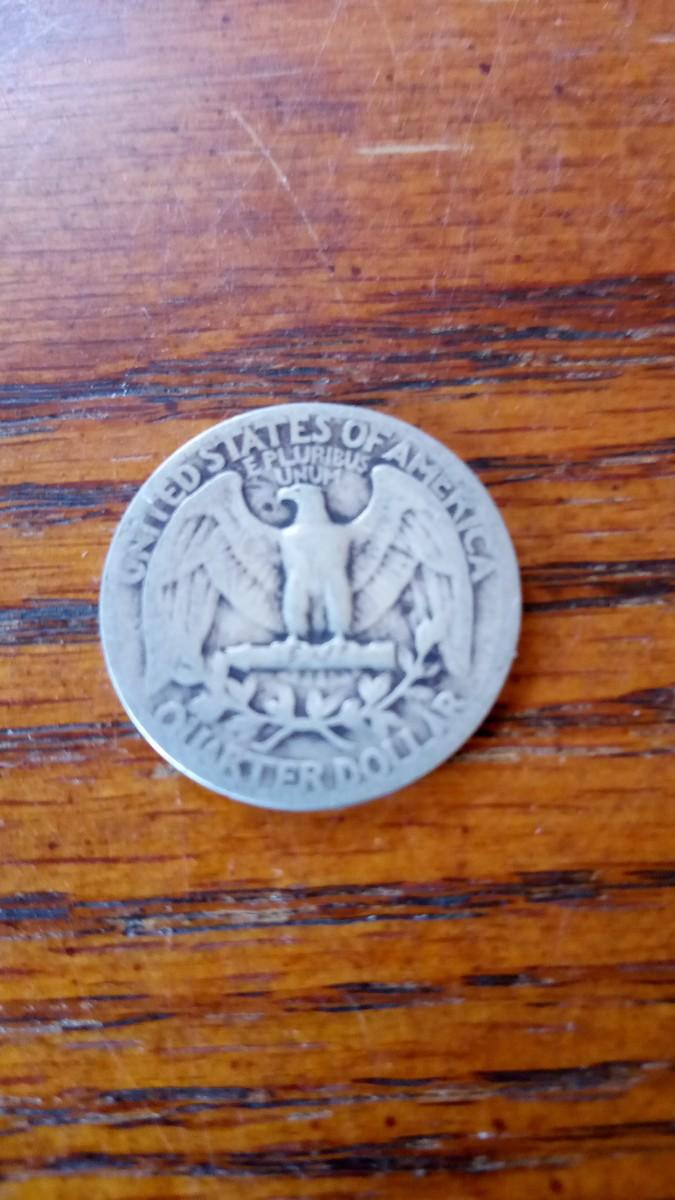 UNITED STATES OF AMERICA
E PLURIBUS
UNUM
QUARTER DOLLAR